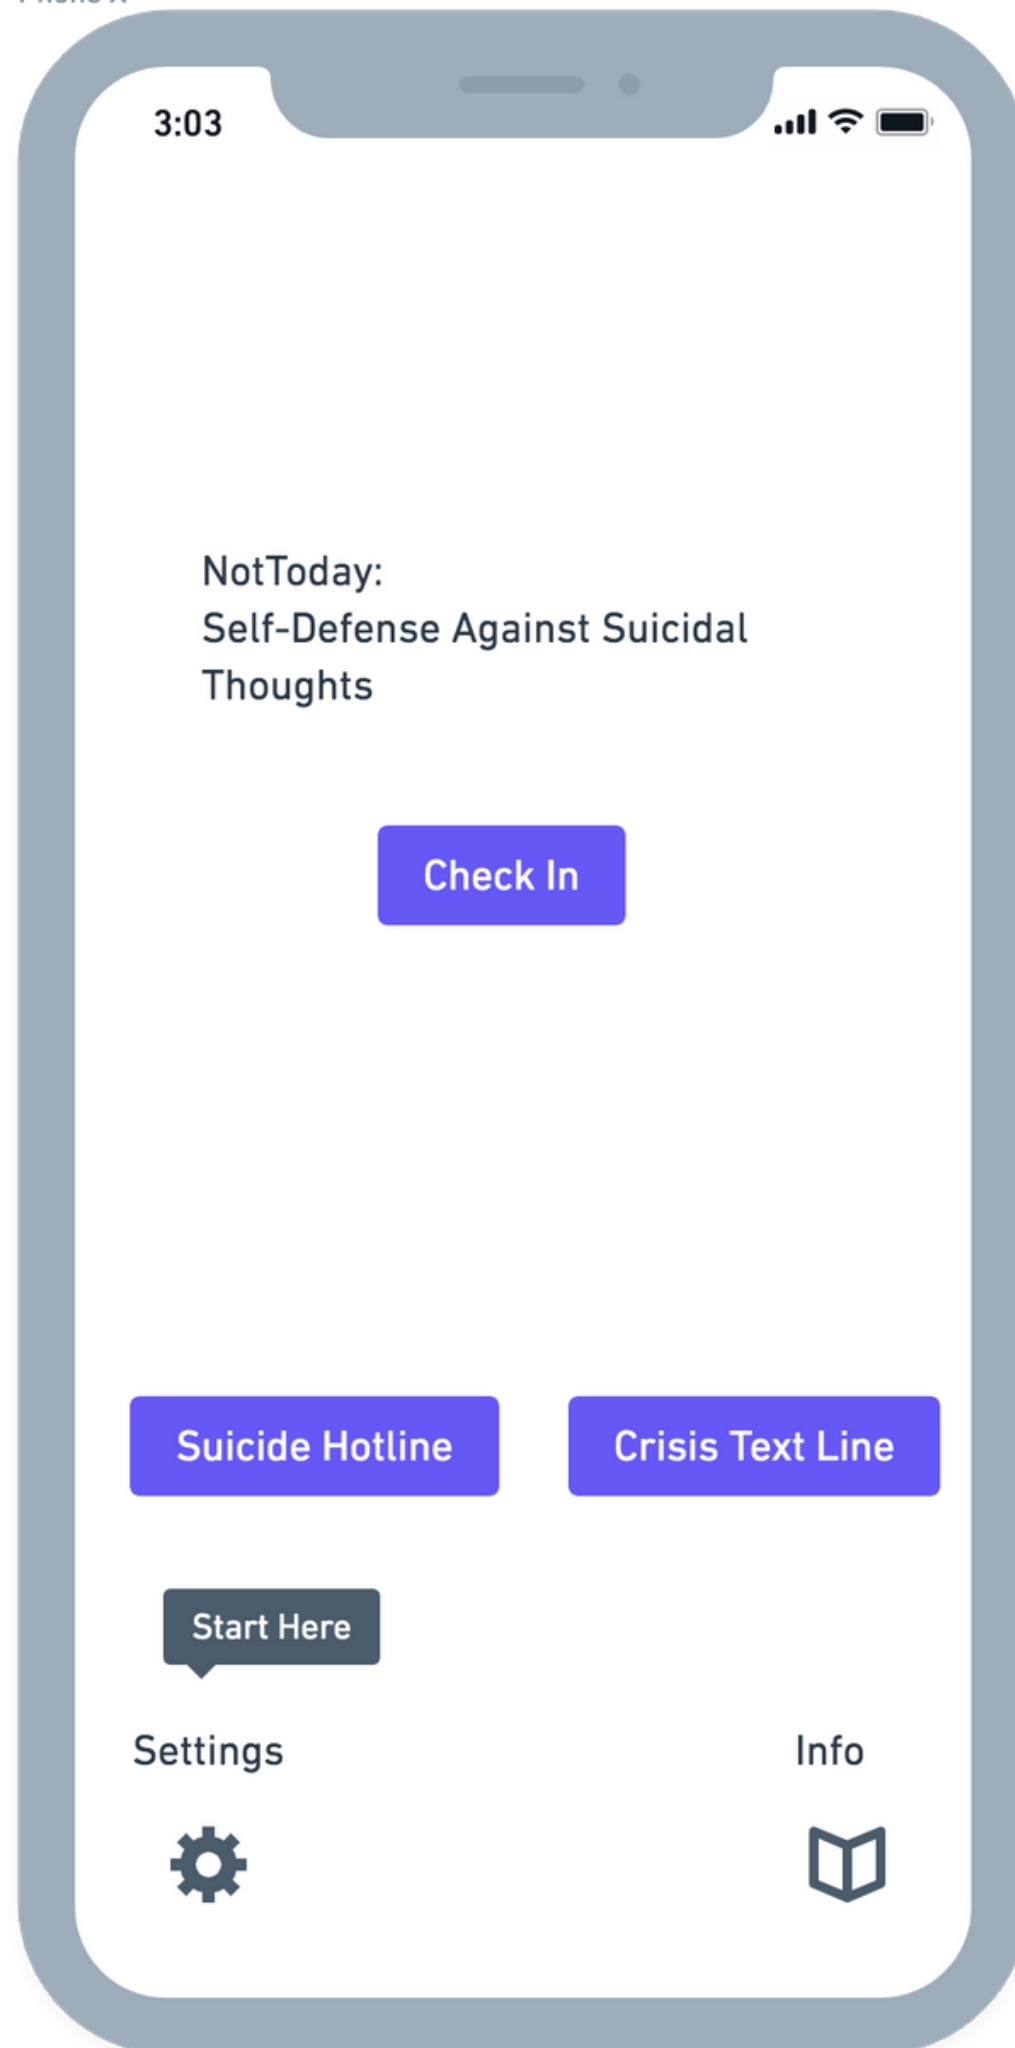 3:03
NotToday:
Self-Defense Against Suicidal
Thoughts
Check In
Suicide Hotline
Crisis Text Line
Start Here
Settings
Info